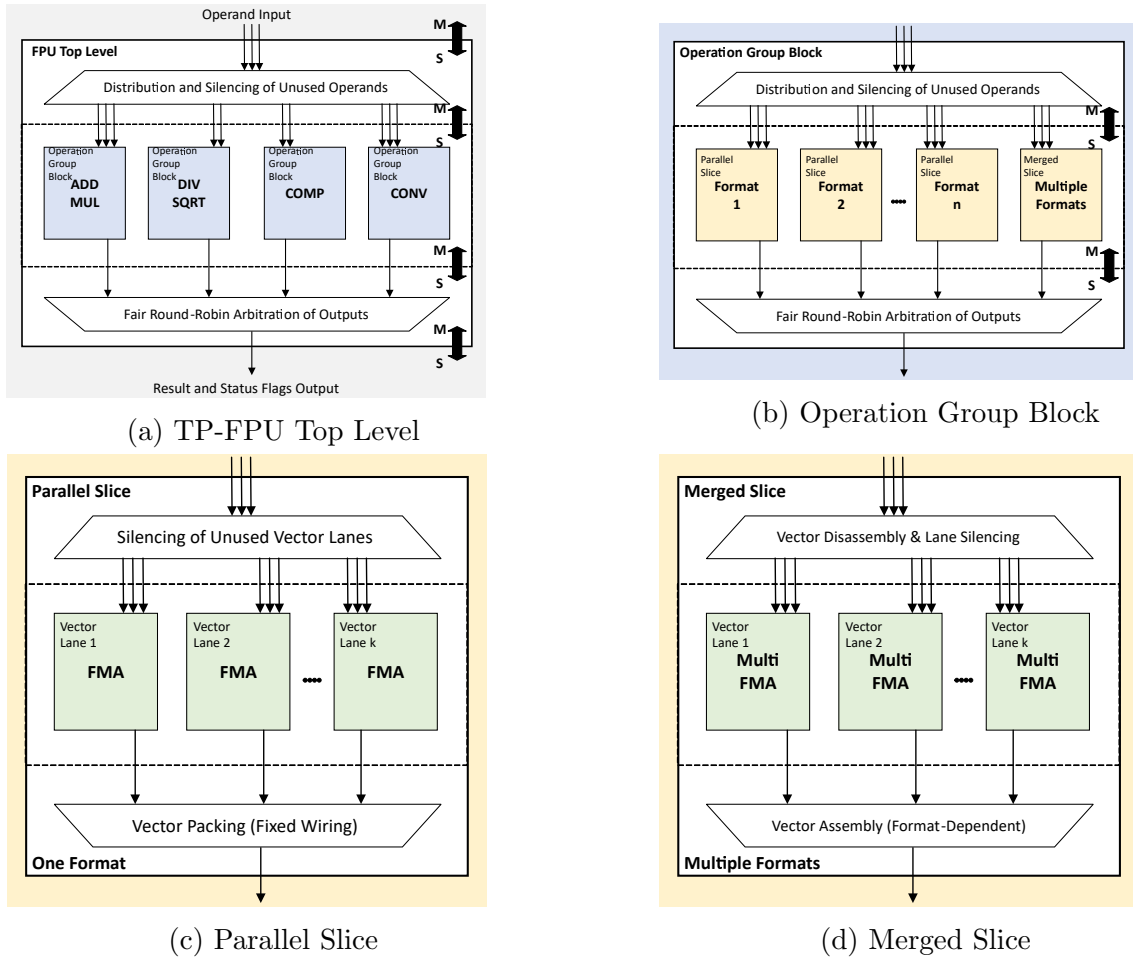 Operand Input
M
S
FPU Top Level
Distribution and Silencing of Unused Operands
M
S
Operation
Group
Block
ADD
MUL
Operation
Group
Block
DIV
SQRT
Operation
Group
Block
COMP
Operation
Group
Block
CONV
M
S
Fair Round-Robin Arbitration of Outputs
M
S
Result and Status Flags Output
(a) TP-FPU Top Level
Operation Group Block
Distribution and Silencing of Unused Operands
M
S
Parallel
Slice
Format
1
Parallel
Slice
Format
2
Parallel
Slice
Format
n
Merged
Slice
Multiple
Formats
M
S
Fair Round-Robin Arbitration of Outputs
(b) Operation Group Block
Parallel Slice
Silencing of Unused Vector Lanes
Vector
Lane 1
FMA
Vector
Lane 2
FMA
Vector
Lane k
FMA
Vector Packing (Fixed Wiring)
One Format
(c) Parallel Slice
Merged Slice
Vector Disassembly & Lane Silencing
Vector
Lane 1
Multi
FMA
Vector
Lane 2
Multi
FMA
Vector
Lane k
Multi
FMA
Vector Assembly (Format-Dependent)
Multiple Formats
(d) Merged Slice